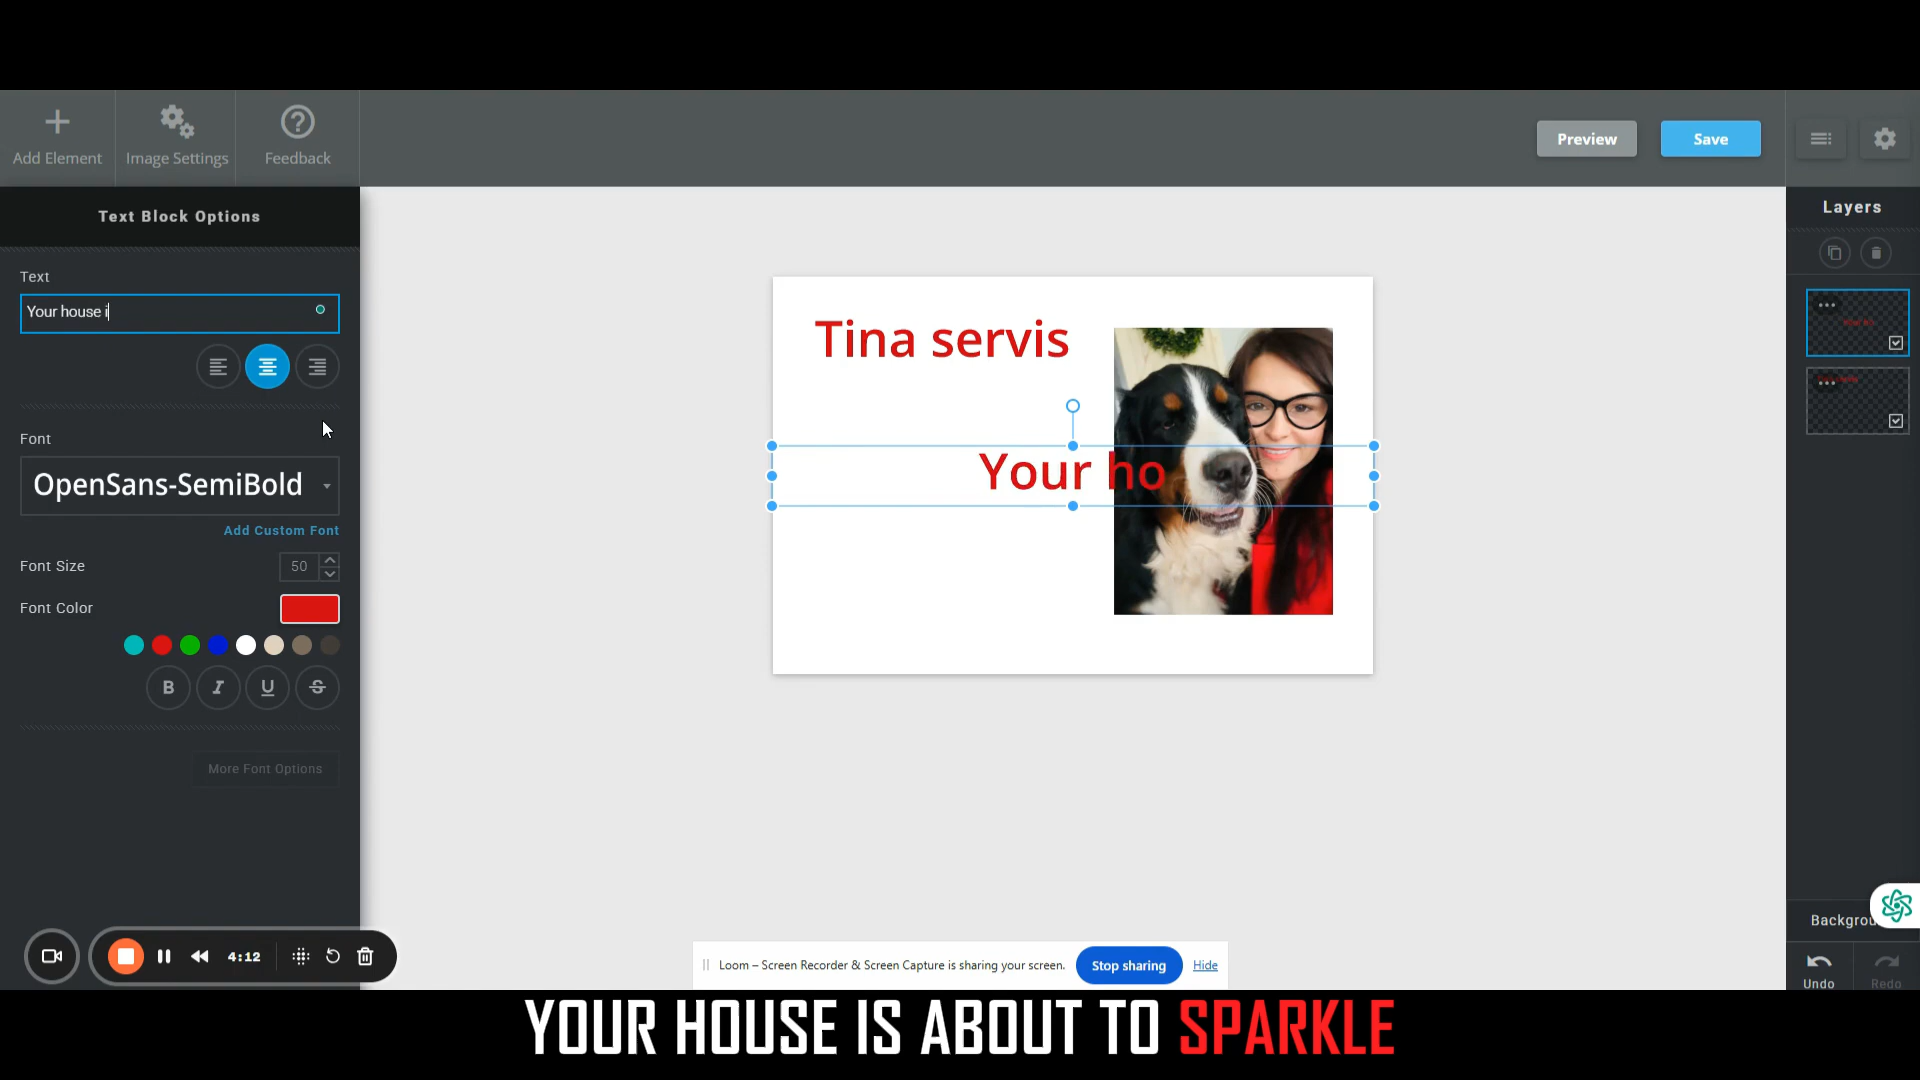 Add Element
Image Settings
Feedback
Preview
Save
Text Block Options
Layers
Text
Your house i
Tina servis
Your ho
Font
OpenSans-SemiBold
Add Custom Font
Font Size
50
Font Color
B
I
U
S
More Font Options
Backgrou
4:12
Loom – Screen Recorder & Screen Capture is sharing your screen.
Stop sharing
Hide
Undo
Redo
YOUR HOUSE IS ABOUT TO SPARKLE